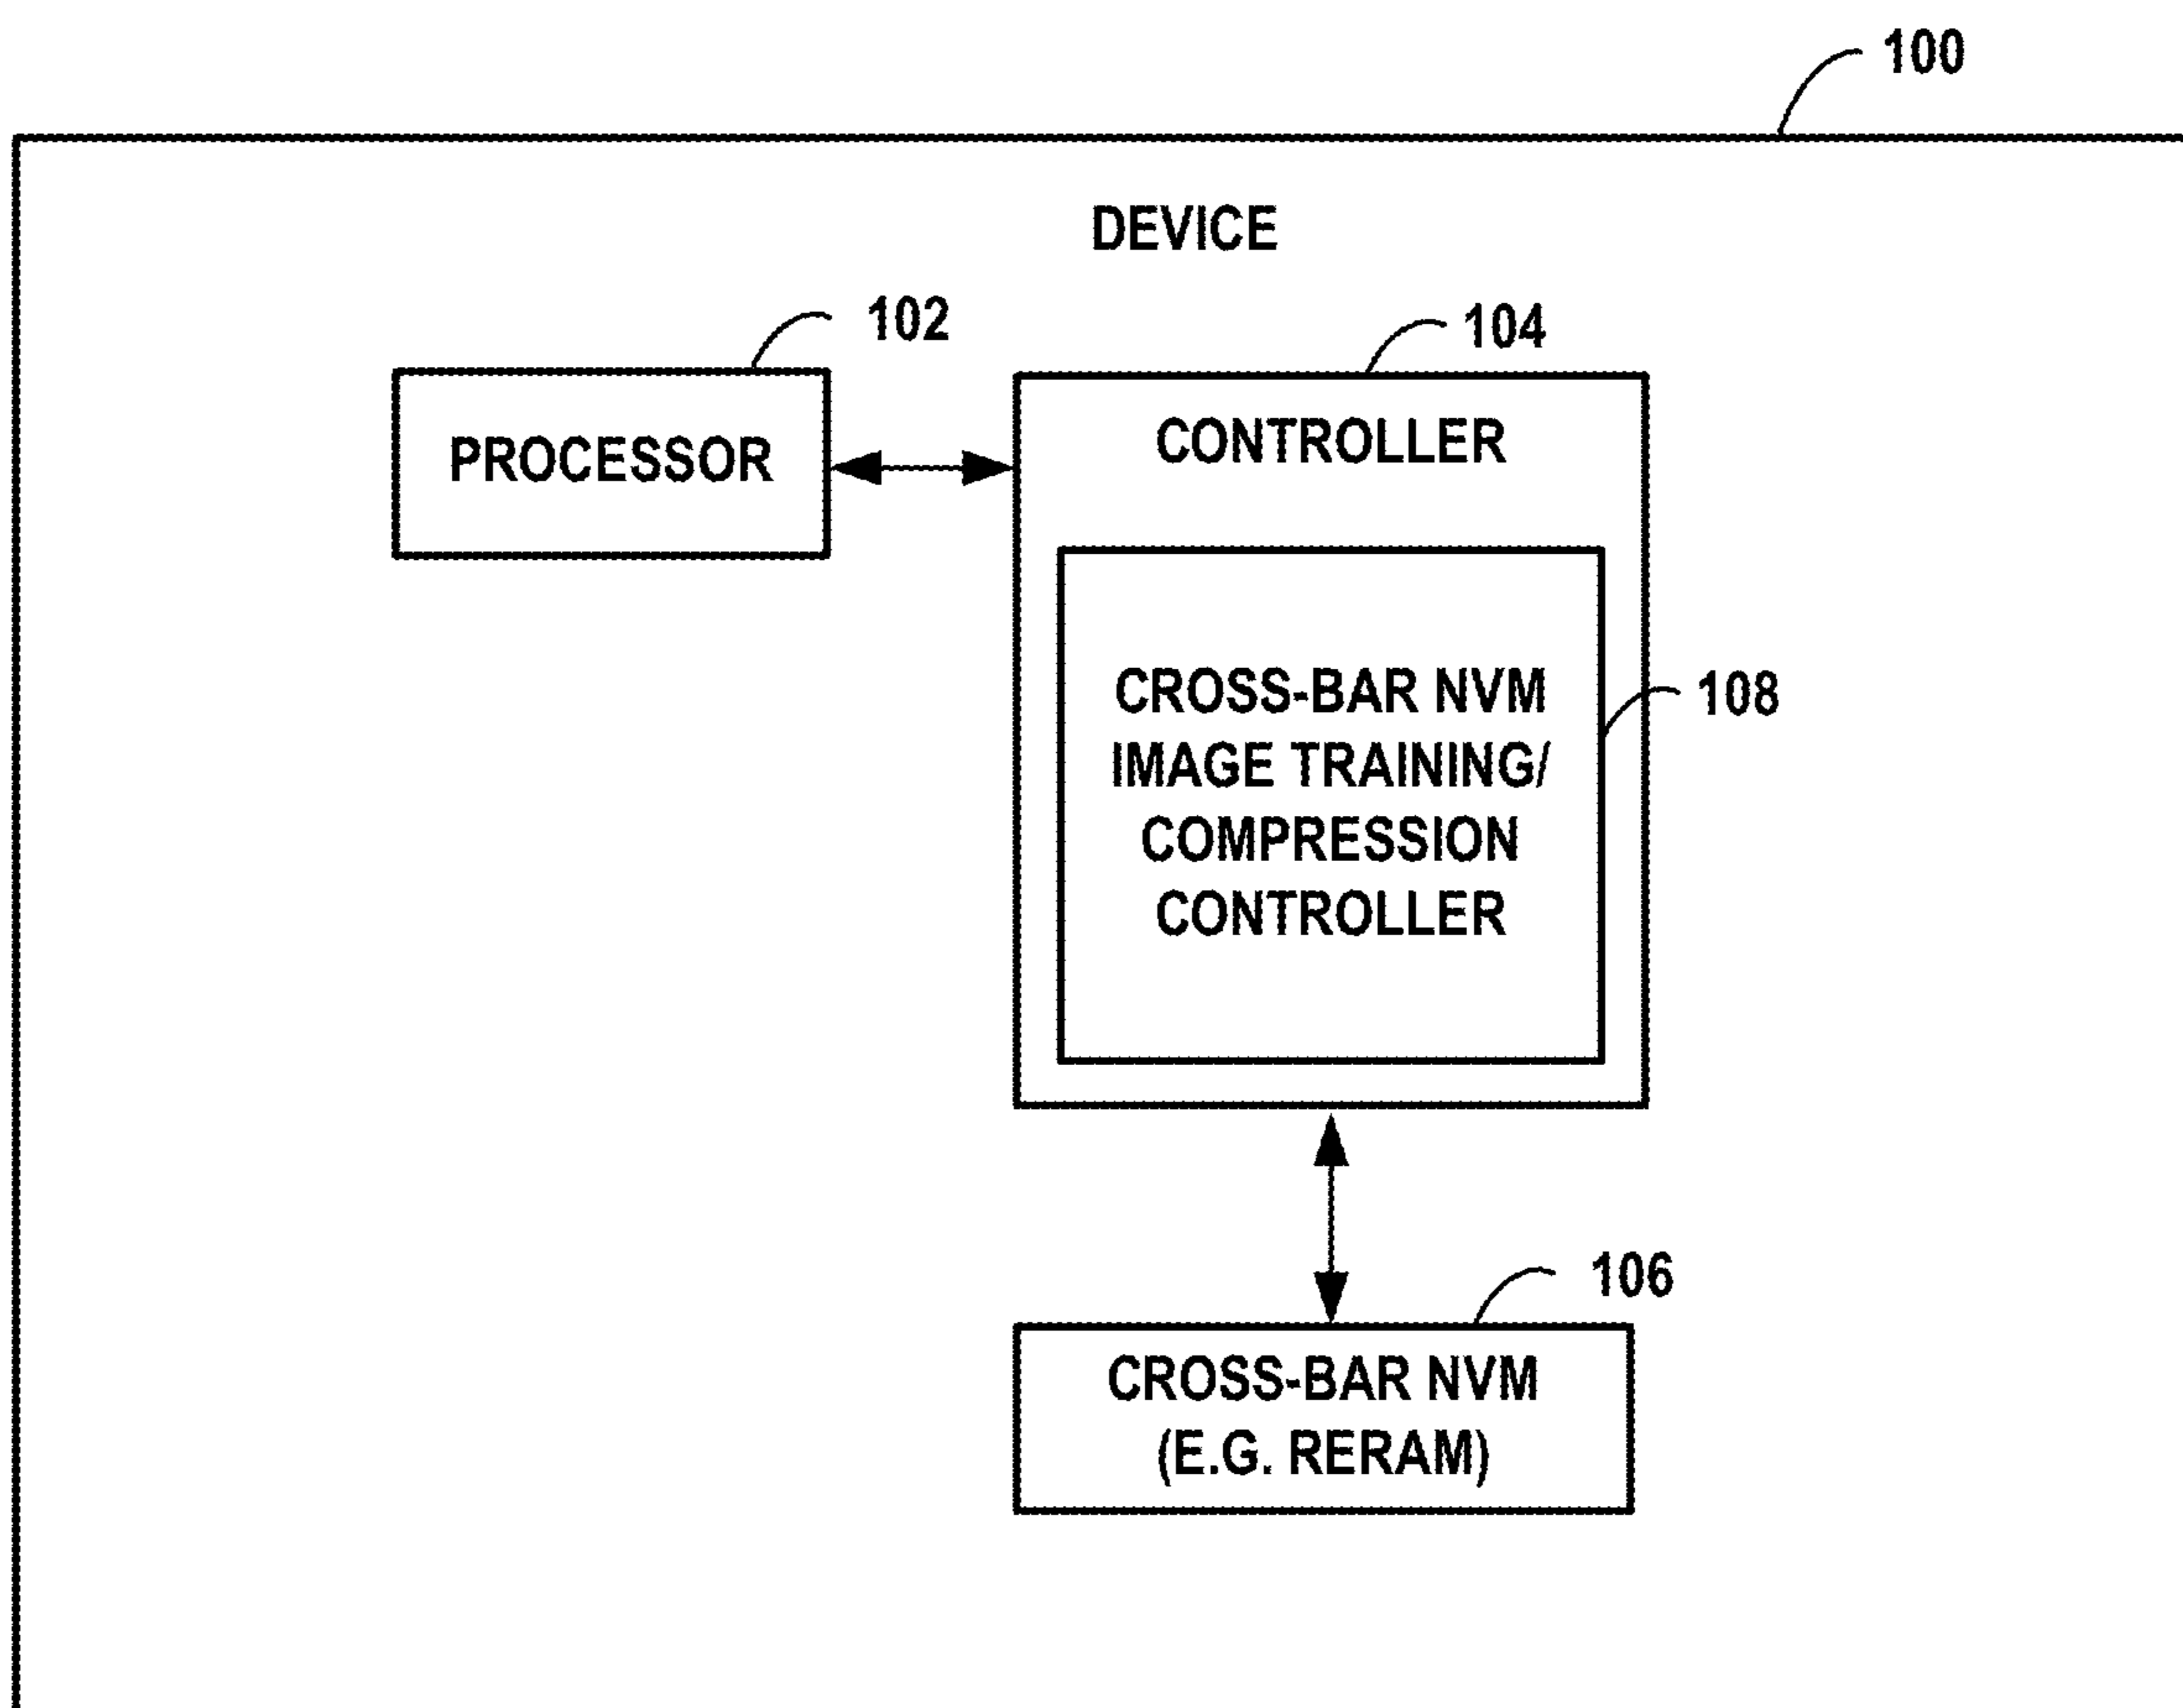 100
DEVICE
102
104
PROCESSOR
CONTROLLER
CROSS-BAR NVM
IMAGE TRAINING/
COMPRESSION
CONTROLLER
108
106
CROSS-BAR NVM
(E.G. RERAM)